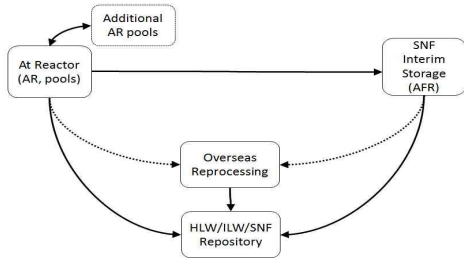 Additional
AR pools
At Reactor
(AR, pools)
SNF
Interim
Storage
(AFR)
Overseas
Reprocessing
HLW/ILW/SNF
Repository